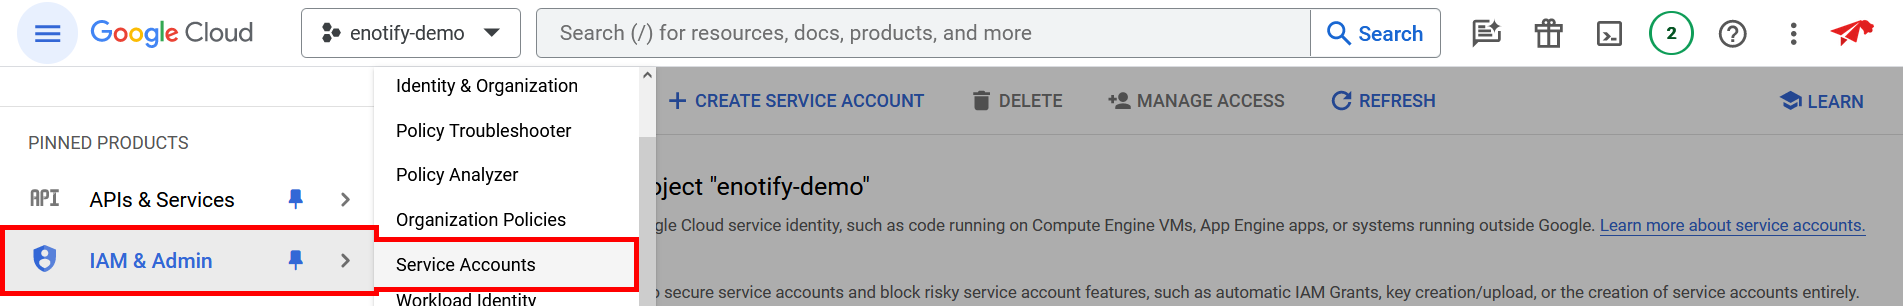 Google Cloud
enotify-demo
Search (/) for resources, docs, products, and more
Search
2
Identity & Organization
CREATE SERVICE ACCOUNT
DELETE
MANAGE ACCESS
REFRESH
LEARN
PINNED PRODUCTS
Policy Troubleshooter
Policy Analyzer
API
APIs & Services
Organization Policies
IAM & Admin
Service Accounts
Workload Identity
"enotify-demo"
Cloud service identity, such as code running on Compute Engine VMs, App Engine apps, or systems running outside Google. Learn more about service accounts.
secure service accounts and block risky service account features, such as automatic IAM Grants, key creation/upload, or the creation of service accounts entirely.